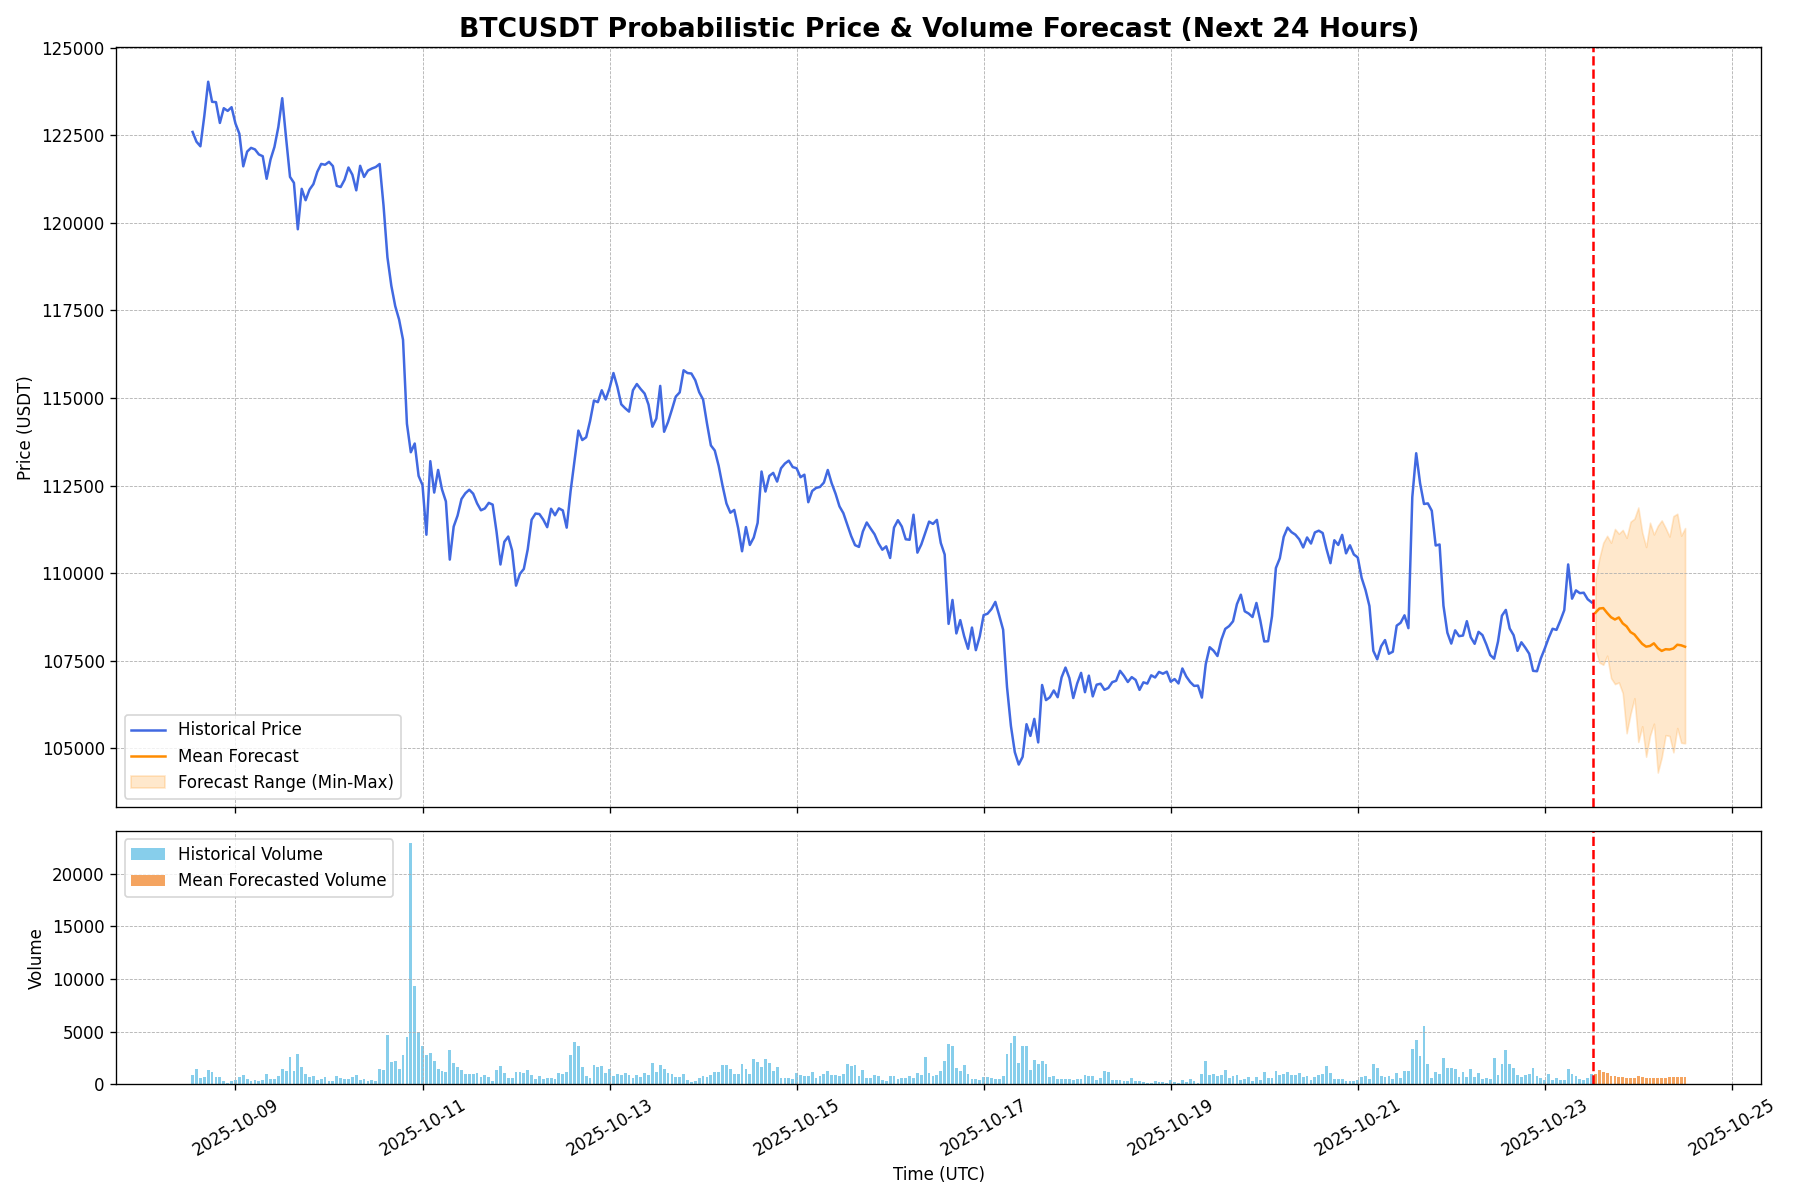 BTCUSDT Probabilistic Price & Volume Forecast (Next 24 Hours)
125000
122500
120000
117500
115000
112500
110000
107500
105000
Price (USDT)
Historical Price
Mean Forecast
Forecast Range (Min-Max)
Historical Volume
Mean Forecasted Volume
20000
15000
10000
5000
0
Volume
2025-10-09
2025-10-11
2025-10-13
2025-10-15
2025-10-17
2025-10-19
2025-10-21
2025-10-23
2025-10-25
Time (UTC)